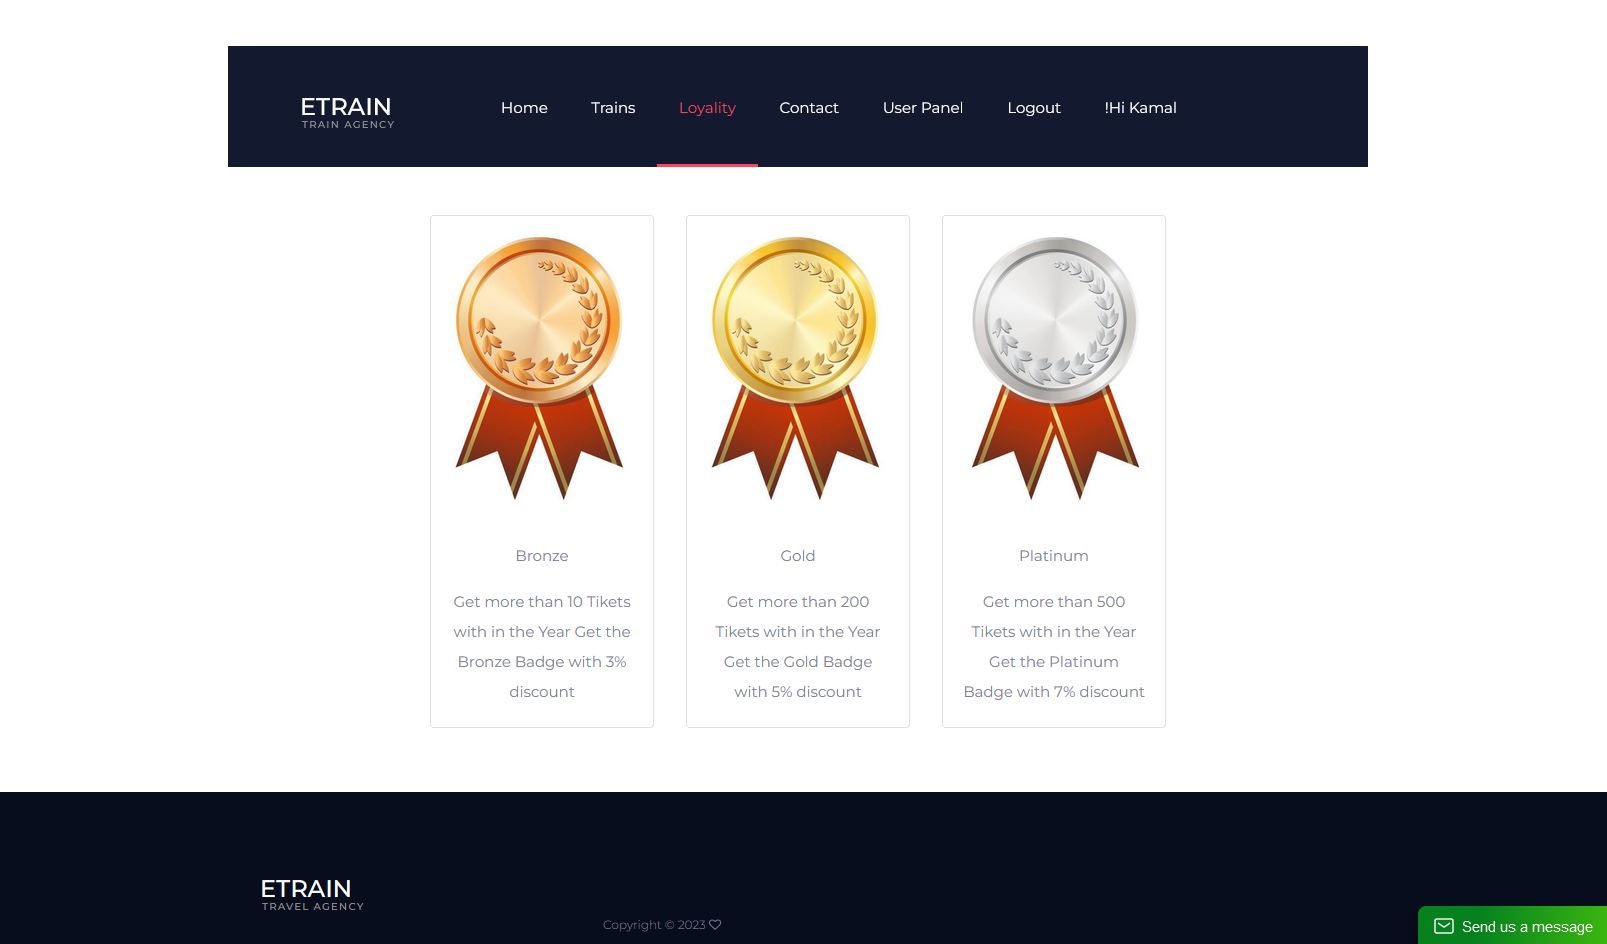 ETRAIN
TRAIN AGENCY
Home
Trains
Loyality
Contact
User Panel
Logout
!Hi Kamal
Bronze
Get more than 10 Tikets
with in the Year Get the
Bronze Badge with 3%
discount
Gold
Get more than 200
Tikets with in the Year
Get the Gold Badge
with 5% discount
Platinum
Get more than 500
Tikets with in the Year
Get the Platinum
Badge with 7% discount
ETRAIN
TRAVEL AGENCY
Copyright © 2023 ♡
Send us a message